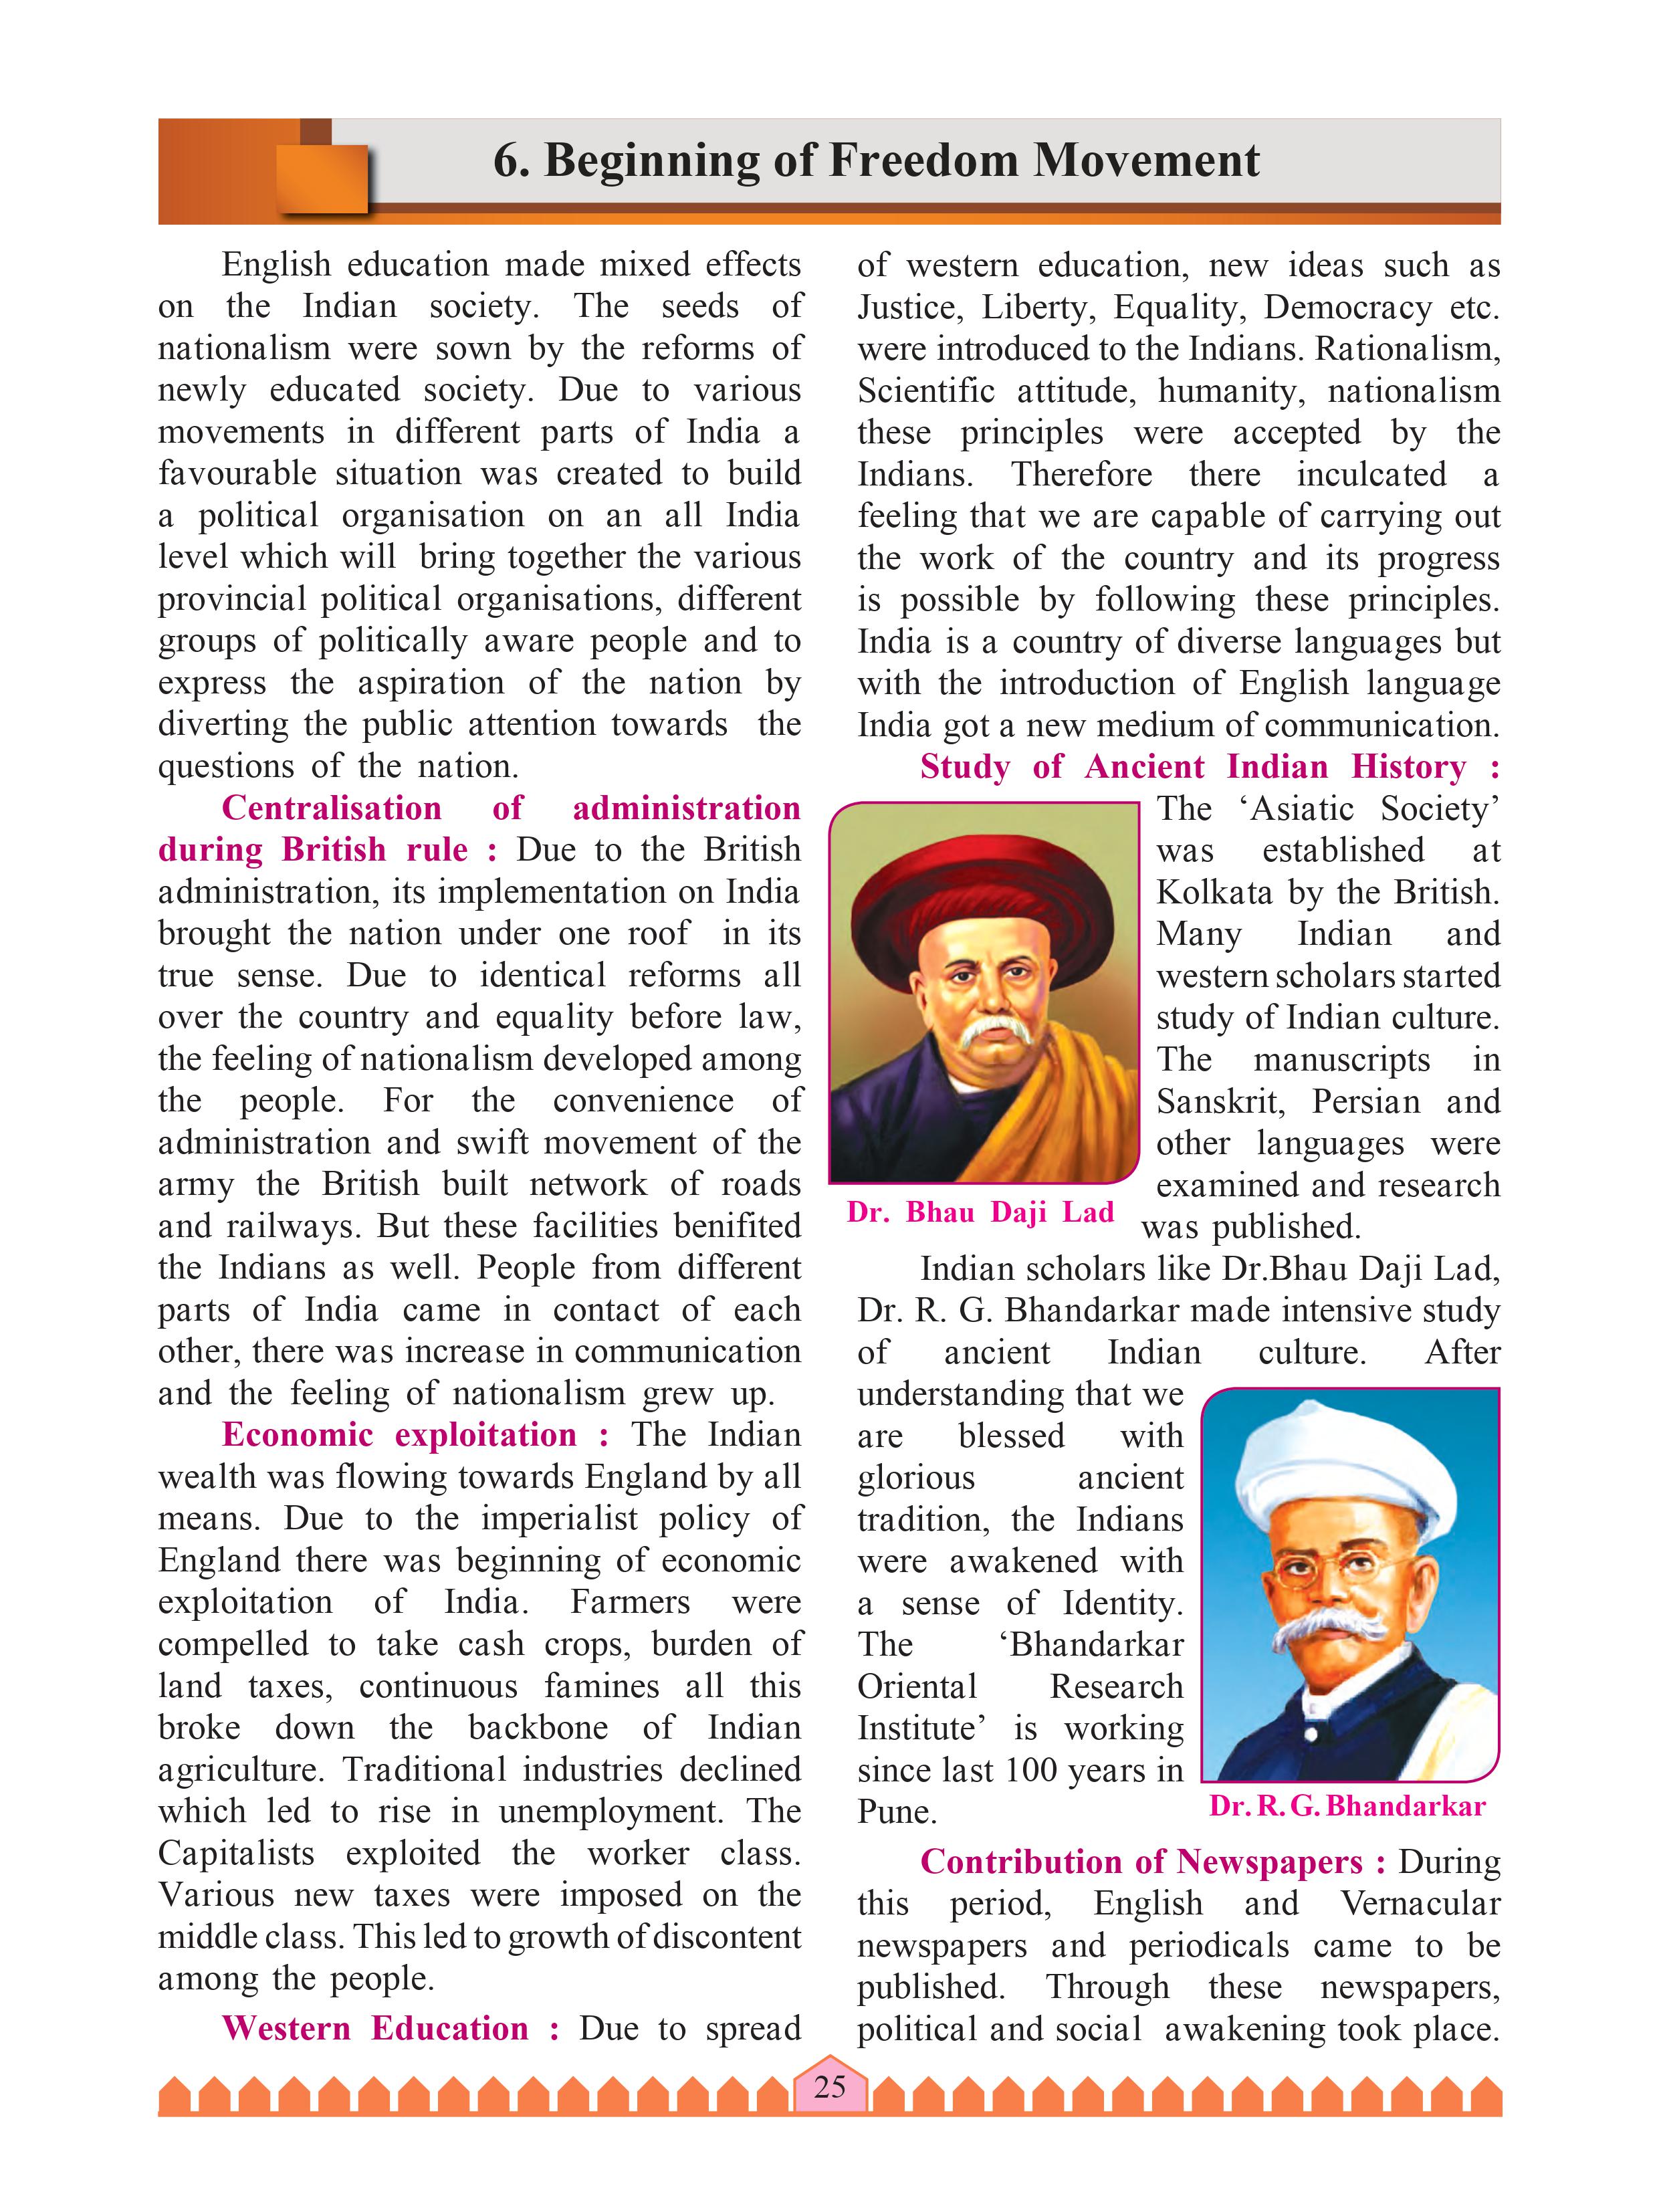 6. Beginning of Freedom Movement
English education made mixed effects
on the Indian society. The seeds of
nationalism were sown by the reforms of
newly educated society. Due to various
movements in different parts of India a
favourable situation was created to build
a political organisation on an all India
level which will bring together the various
provincial political organisations, different
groups of politically aware people and to
express the aspiration of the nation by
diverting the public attention towards the
questions of the nation.
Centralisation of administration
during British rule : Due to the British
administration, its implementation on India
brought the nation under one roof in its
true sense. Due to identical reforms all
over the country and equality before law,
the feeling of nationalism developed among
the people. For the convenience of
administration and swift movement of the
army the British built network of roads
and railways. But these facilities benifited
the Indians as well. People from different
parts of India came in contact of each
other, there was increase in communication
and the feeling of nationalism grew up.
Economic exploitation : The Indian
wealth was flowing towards England by all
means. Due to the imperialist policy of
England there was beginning of economic
exploitation of India. Farmers were
compelled to take cash crops, burden of
land taxes, continuous famines all this
broke down the backbone of Indian
agriculture. Traditional industries declined
which led to rise in unemployment. The
Capitalists exploited the worker class.
Various new taxes were imposed on the
middle class. This led to growth of discontent
among the people.
Western Education : Due to spread
of western education, new ideas such as
Justice, Liberty, Equality, Democracy etc.
were introduced to the Indians. Rationalism,
Scientific attitude, humanity, nationalism
these principles were accepted by the
Indians. Therefore there inculcated a
feeling that we are capable of carrying out
the work of the country and its progress
is possible by following these principles.
India is a country of diverse languages but
with the introduction of English language
India got a new medium of communication.
Study of Ancient Indian History :
The ‘Asiatic Society’
was established at
Kolkata by the British.
Many Indian and
western scholars started
study of Indian culture.
The manuscripts in
Sanskrit, Persian and
other languages were
examined and research
was published.
Dr. Bhau Daji Lad
Indian scholars like Dr.Bhau Daji Lad,
Dr. R. G. Bhandarkar made intensive study
of ancient Indian culture. After
understanding that we
are blessed with
glorious ancient
tradition, the Indians
were awakened with
a sense of Identity.
The ‘Bhandarkar
Oriental Research
Institute’ is working
since last 100 years in
Pune.
Dr. R. G. Bhandarkar
Contribution of Newspapers : During
this period, English and Vernacular
newspapers and periodicals came to be
published. Through these newspapers,
political and social awakening took place.
25